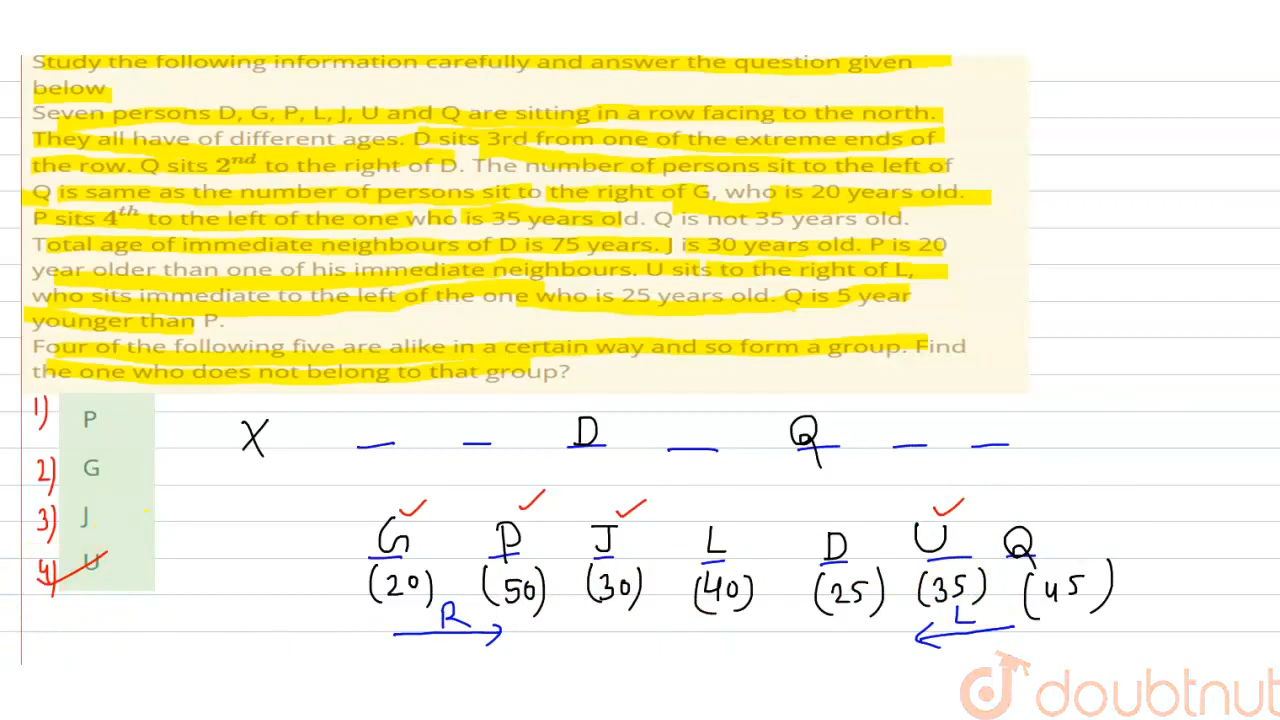 Study the following information carefully and answer the question given
below
Seven persons D, G, P, L, J, U and Q are sitting in a row facing to the north.
They all have of different ages. D sits 3rd from one of the extreme ends of
the row. Q sits 2nd to the right of D. The number of persons sit to the left of
Q is same as the number of persons sit to the right of G, who is 20 years old.
P sits 4th to the left of the one who is 35 years old. Q is not 35 years old.
Total age of immediate neighbours of D is 75 years. J is 30 years old. P is 20
year older than one of his immediate neighbours. U sits to the right of L,
who sits immediate to the left of the one who is 25 years old. Q is 5 year
younger than P.
Four of the following five are alike in a certain way and so form a group. Find
the one who does not belong to that group?
1) P
2) G
3) J
4) U
X _ _ D _ Q _ _
G P J L D U Q
(20) (50) (30) (40) (25) (35) (45)
R L
doubtnut